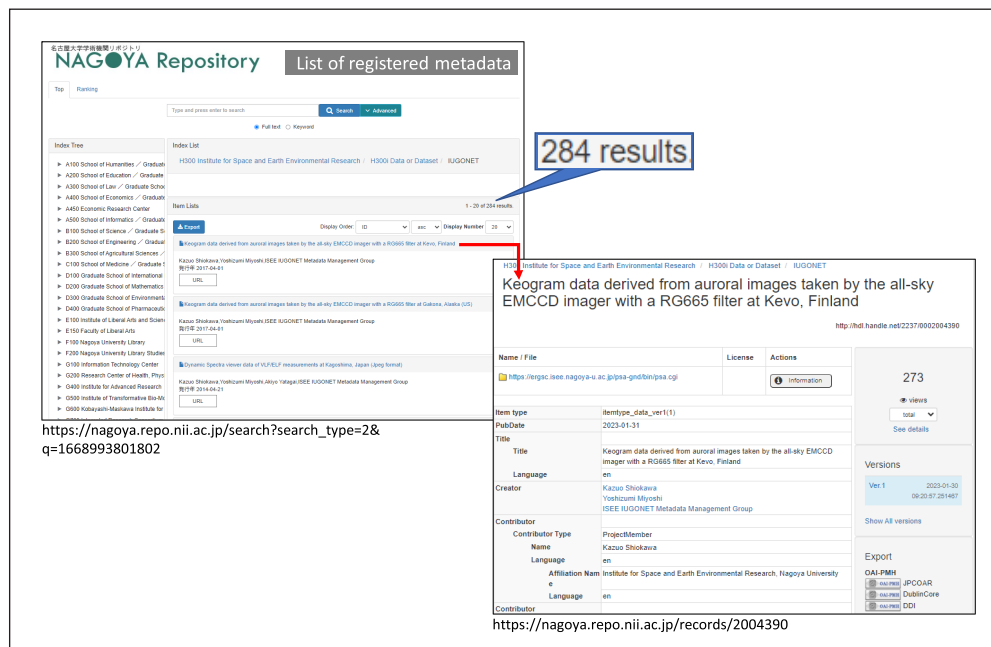 名古屋大学学術機関リポジトリ
NAGOYA Repository
List of registered metadata
Top Ranking
Type and press enter to search Search Advanced
Full text Keyword
Index Tree
A100 School of Humanities ／ Graduate
A200 School of Education ／ Graduate
A300 School of Law ／ Graduate Schoo
A400 School of Economics ／ Graduate
A450 Economic Research Center
A500 School of Informatics ／ Graduate
B100 School of Science ／ Graduate S
B200 School of Engineering ／ Graduat
B300 School of Agricultural Sciences ／
C100 School of Medicine ／ Graduate S
D100 Graduate School of International
D200 Graduate School of Mathematics
D300 Graduate School of Environmenta
D400 Graduate School of Pharmaceutic
E100 Institute of Liberal Arts and Scienc
E150 Faculty of Liberal Arts
F100 Nagoya University Library
F200 Nagoya University Library Studies
G100 Information Technology Center
G200 Research Center of Health, Phys
G400 Institute for Advanced Research
G500 Institute of Transformative Bio-Mo
G600 Kobayashi-Maskawa Institute for
Index List
H300 Institute for Space and Earth Environmental Research / H300i Data or Dataset / IUGONET
Item Lists 1 - 20 of 284 results.
Export Display Order ID asc Display Number 20
Keogram data derived from auroral images taken by the all-sky EMCCD imager with a RG665 filter at Kevo, Finland
Kazuo Shiokawa,Yoshizumi Miyoshi,ISEE IUGONET Metadata Management Group
発行年 2017-04-01
URL
Keogram data derived from auroral images taken by the all-sky EMCCD imager with a RG665 filter at Gakona, Alaska (US)
Kazuo Shiokawa,Yoshizumi Miyoshi,ISEE IUGONET Metadata Management Group
発行年 2017-04-01
URL
Dynamic Spectra viewer data of VLF/ELF measurements at Kagoshima, Japan (Jpeg format)
Kazuo Shiokawa,Yoshizumi Miyoshi,Akiyo Yatagai,ISEE IUGONET Metadata Management Group
発行年 2014-04-21
URL
284 results.
https://nagoya.repo.nii.ac.jp/search?search_type=2&
q=1668993801802
H300 Institute for Space and Earth Environmental Research / H300i Data or Dataset / IUGONET
Keogram data derived from auroral images taken by the all-sky
EMCCD imager with a RG665 filter at Kevo, Finland
http://hdl.handle.net/2237/0002004390
Name / File License Actions
https://ergsc.isee.nagoya-u.ac.jp/psa-gnd/bin/psa.cgi Information
Item type itemtype_data_ver1(1)
PubDate 2023-01-31
Title
Title Keogram data derived from auroral images taken by the all-sky EMCCD
imager with a RG665 filter at Kevo, Finland
Language en
Creator Kazuo Shiokawa
Yoshizumi Miyoshi
ISEE IUGONET Metadata Management Group
Contributor
Contributor Type ProjectMember
Name Kazuo Shiokawa
Language en
Affiliation Nam Institute for Space and Earth Environmental Research, Nagoya University
e
Language en
Contributor
273
views
total
See details
Versions
Ver.1 2023-01-30
09:20:57.251467
Show All versions
Export
OAI-PMH
OAI-PMH JPCOAR
OAI-PMH DublinCore
OAI-PMH DDI
https://nagoya.repo.nii.ac.jp/records/2004390